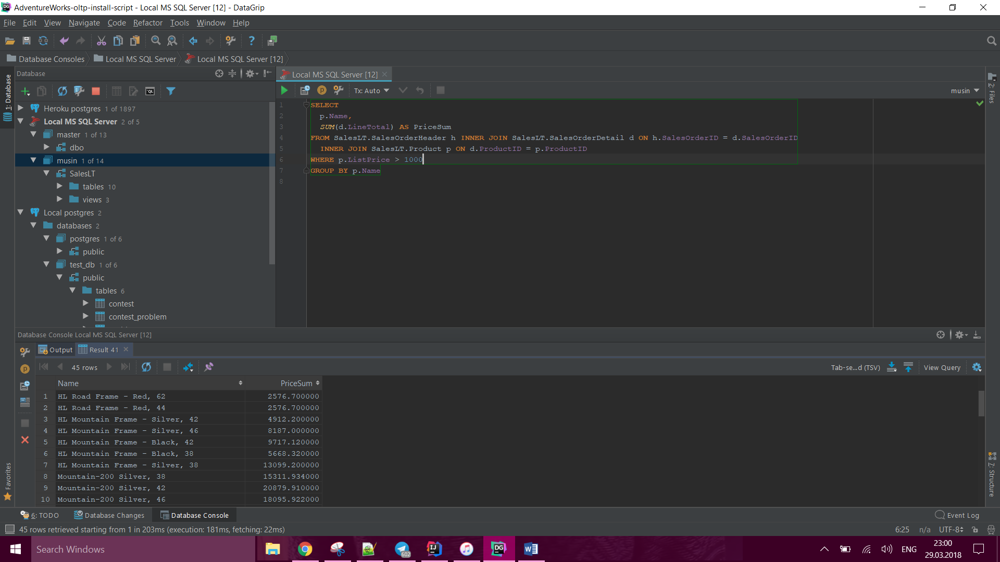 AdventureWorks-oltp-install-script - Local MS SQL Server [12] - DataGrip
File Edit View Navigate Code Refactor Tools Window Help
Database Consoles Local MS SQL Server Local MS SQL Server [12]
1: Database
Database
Heroku postgres 1 of 1897
Local MS SQL Server 2 of 5
master 1 of 13
dbo
musin 1 of 14
SalesLT
tables 10
views 3
Local postgres 2
databases 2
postgres 1 of 6
public
test_db 1 of 6
public
tables 6
contest
contest_problem
Local MS SQL Server [12]
Tx: Auto
musin
2: Files
1 SELECT
2 p.Name,
3 SUM(d.LineTotal) AS PriceSum
4 FROM SalesLT.SalesOrderHeader h INNER JOIN SalesLT.SalesOrderDetail d ON h.SalesOrderID = d.SalesOrderID
5 INNER JOIN SalesLT.Product p ON d.ProductID = p.ProductID
6 WHERE p.ListPrice > 1000
7 GROUP BY p.Name
8
Database Console Local MS SQL Server [12]
Output Result 41
45 rows
Tab-se...d (TSV) View Query
Name PriceSum
1 HL Road Frame - Red, 62 2576.700000
2 HL Road Frame - Red, 44 2576.700000
3 HL Mountain Frame - Silver, 42 4912.200000
4 HL Mountain Frame - Silver, 46 8187.000000
5 HL Mountain Frame - Black, 42 9717.120000
6 HL Mountain Frame - Black, 38 5668.320000
7 HL Mountain Frame - Silver, 38 13099.200000
8 Mountain-200 Silver, 38 15311.934000
9 Mountain-200 Silver, 42 20879.910000
10 Mountain-200 Silver, 46 18095.922000
Favorites
7: Structure
6: TODO Database Changes Database Console Event Log
45 rows retrieved starting from 1 in 203ms (execution: 181ms, fetching: 22ms)
6:25 n/a UTF-8
Search Windows
602
DG
ENG
23:00
29.03.2018